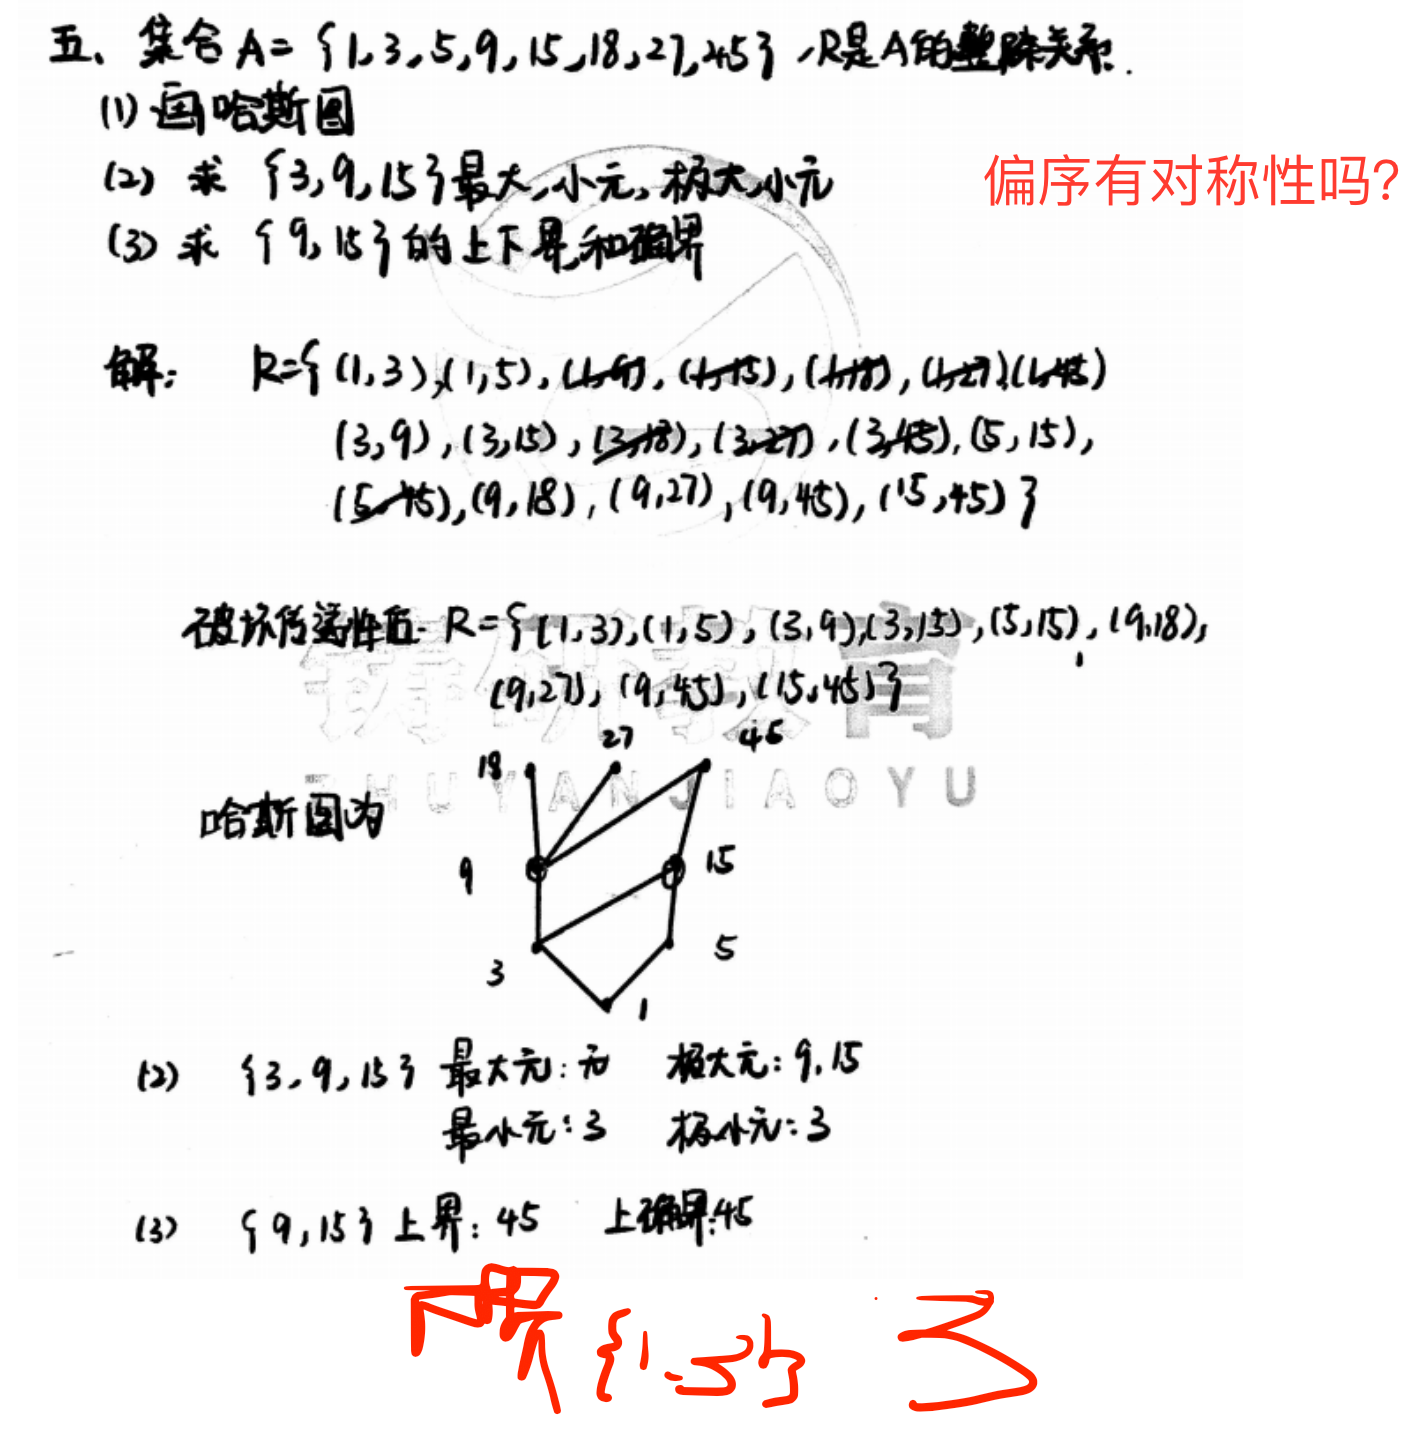 五、集合 A= {1,3,5,9,15,18,27,45} ,R是A的整除关系.
(1) 画哈斯图
(2) 求 {3,9,15}最大,小元,极大,小元
偏序有对称性吗?
(3) 求 {9,15}的上下界和确界
解: R={(1,3),(1,5),(1,9),(1,15),(1,18),(1,27),(1,45)
(3,9),(3,15),(3,18),(3,27),(3,45),(5,15),
(5,45),(9,18),(9,27),(9,45),(15,45)}
破坏传递性后. R={(1,3),(1,5),(3,9),(3,15),(5,15),(9,18),
(9,27),(9,45),(15,45)}
铸研教育
ZHUYANJIAOYU
哈斯图为
18 27 45
9 15
3 5
1
(2) {3,9,15} 最大元:无 极大元:9,15
最小元:3 极小元:3
(3) {9,15}上界:45 上确界:45
下界{1.3} 3